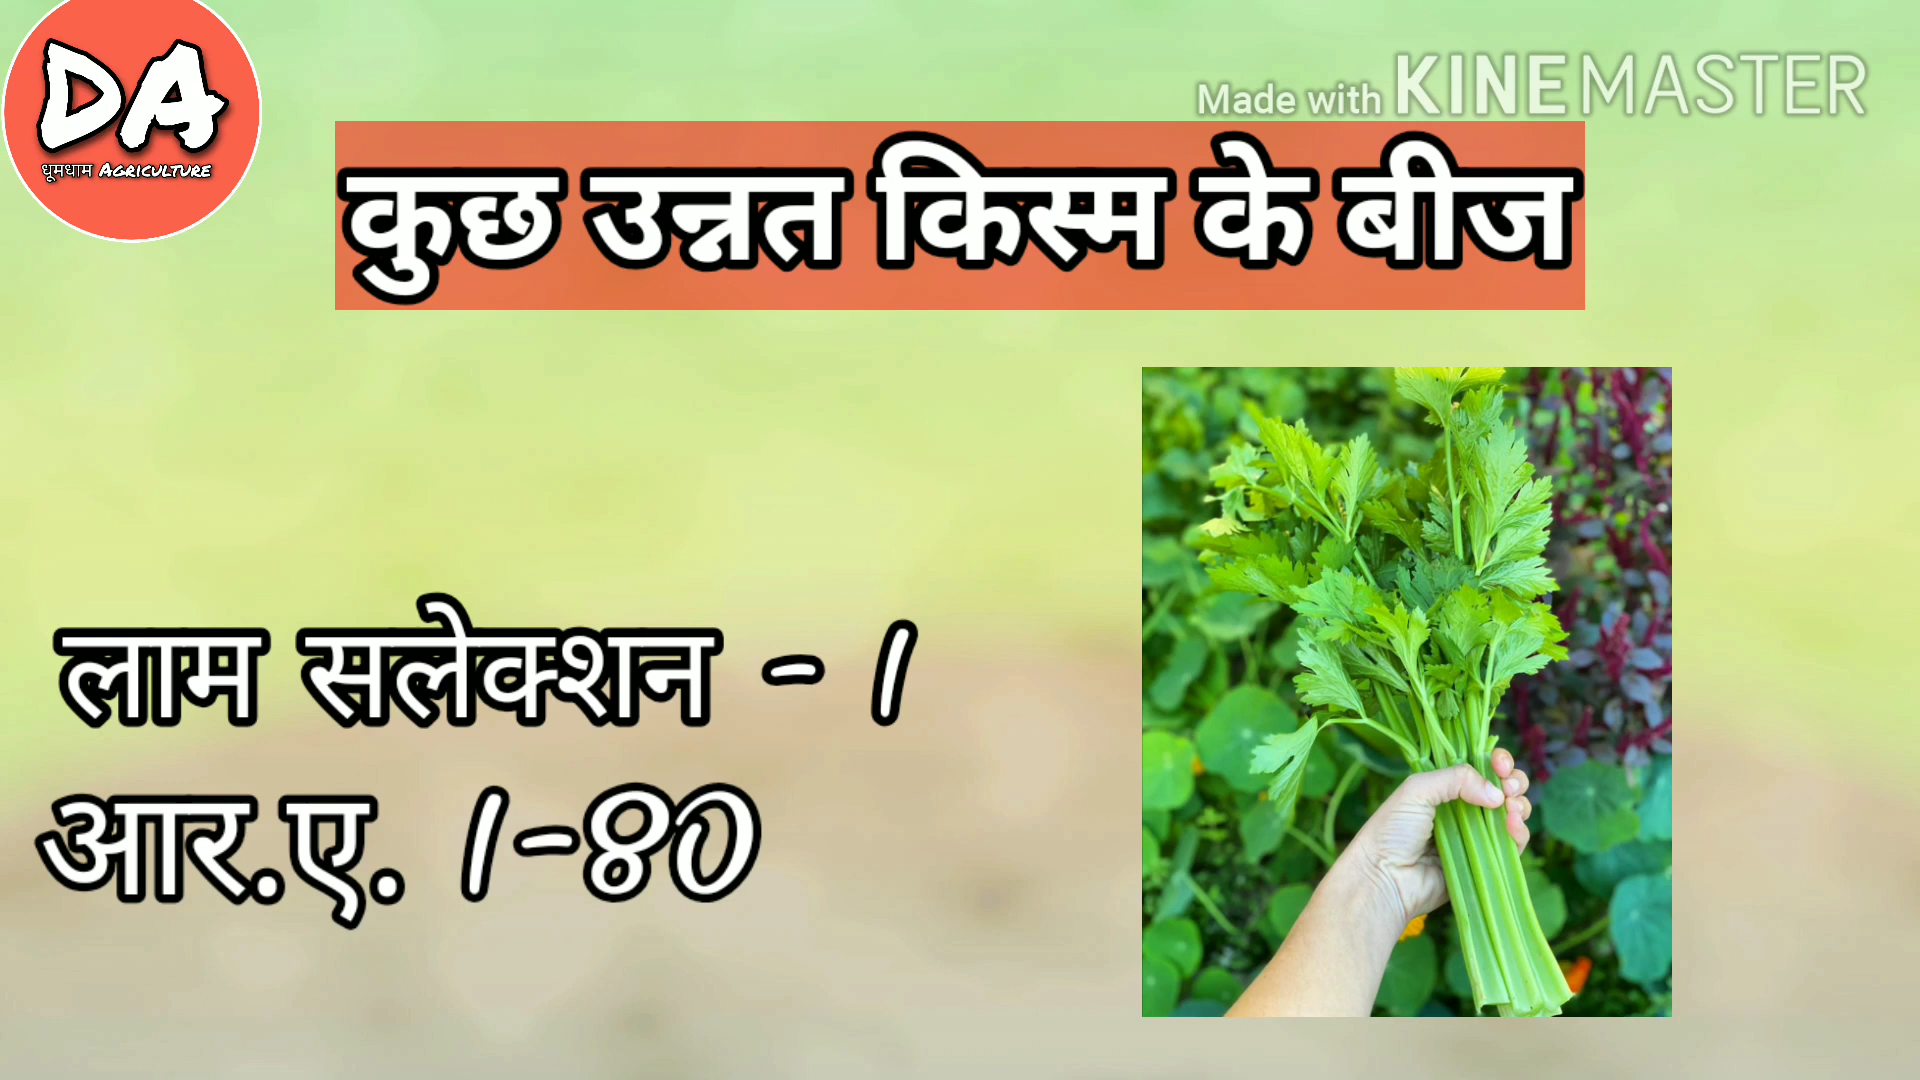 DA
धूमधाम AGRICULTURE
Made with KINEMASTER
कुछ उन्नत किस्म के बीज
लाम सलेक्शन - 1
आर.ए. 1-80